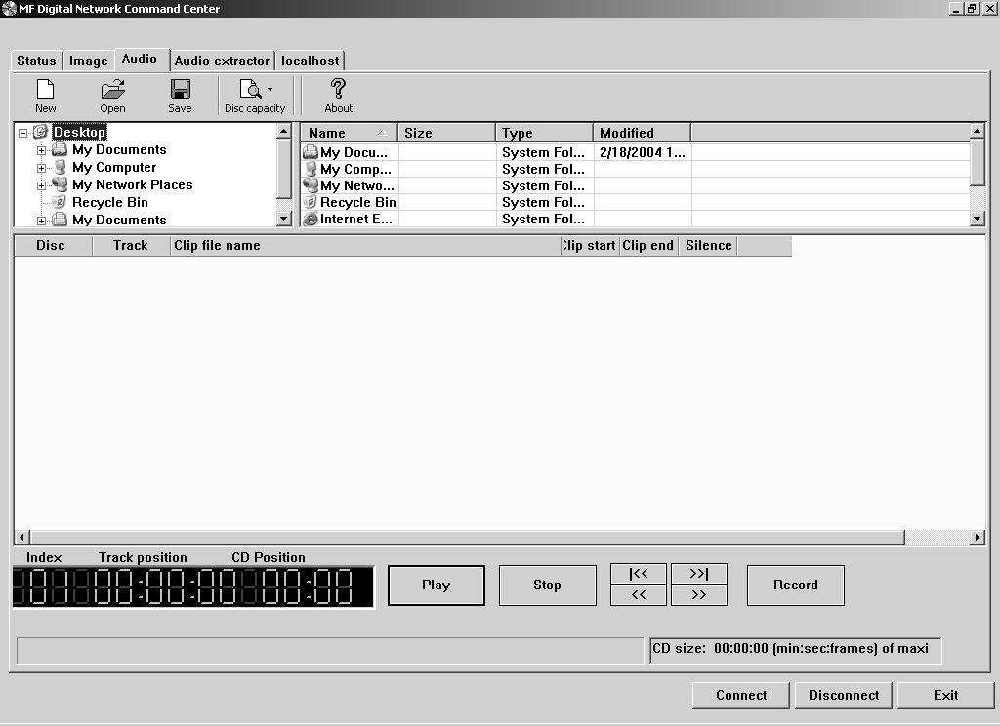 MF Digital Network Command Center
Status Image Audio Audio extractor localhost
New Open Save Disc capacity About
Desktop
My Documents
My Computer
My Network Places
Recycle Bin
My Documents
Name Size Type Modified
My Docu... System Fol... 2/18/2004 1...
My Comp... System Fol...
My Netwo... System Fol...
Recycle Bin System Fol...
Internet E... System Fol...
Disc Track Clip file name lip start Clip end Silence
Index Track position CD Position
00:00:00 00:00
Play Stop |<< >>| Record
<< >>
CD size: 00:00:00 (min:sec:frames) of maxi
Connect Disconnect Exit